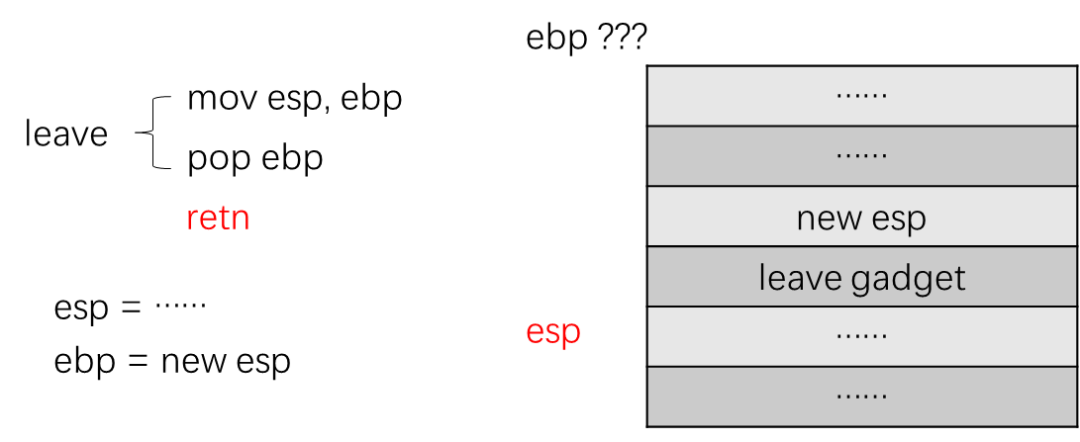 leave
mov esp, ebp
pop ebp
retn
esp = ······
ebp = new esp
ebp ???
······
······
new esp
leave gadget
esp
······
······